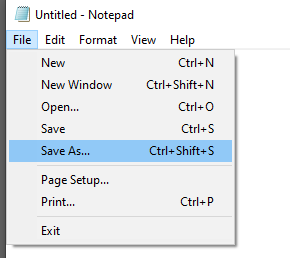 Untitled - Notepad
File Edit Format View Help
New Ctrl+N
New Window Ctrl+Shift+N
Open... Ctrl+O
Save Ctrl+S
Save As... Ctrl+Shift+S
Page Setup...
Print... Ctrl+P
Exit